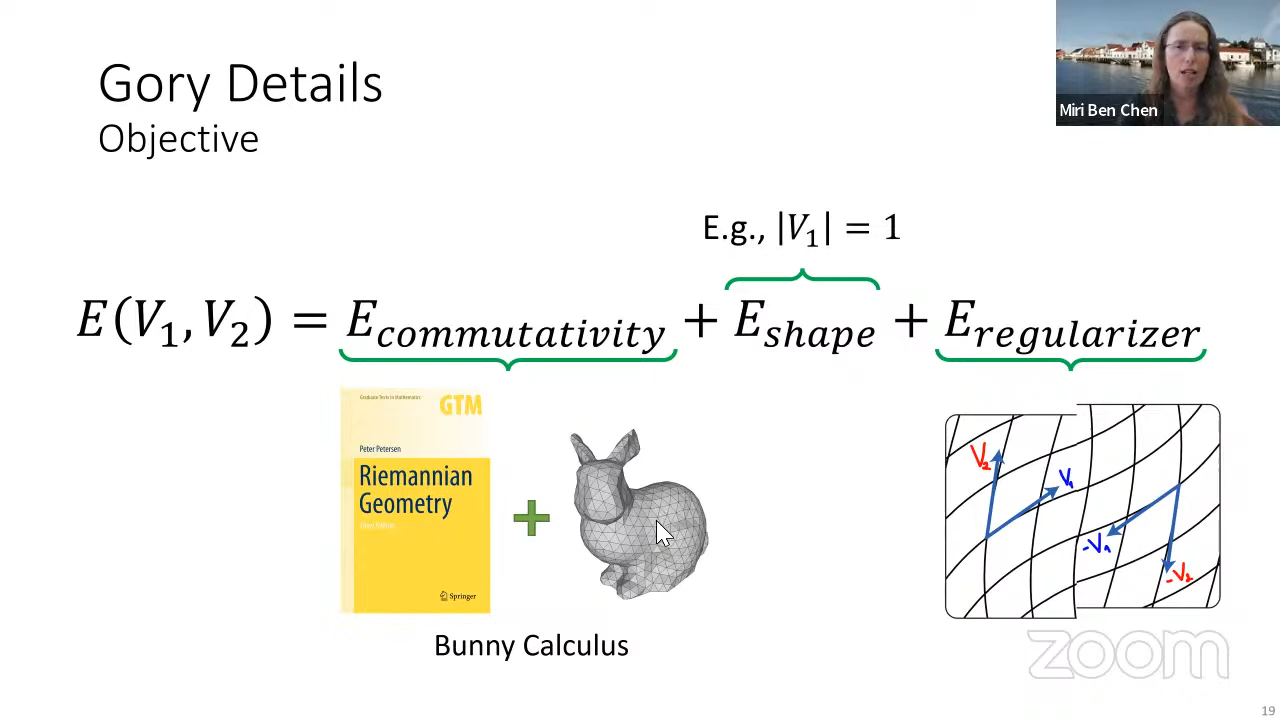 Gory Details
Objective
Miri Ben Chen
E.g., |V₁| = 1
E(V₁, V₂) = E_commutativity + E_shape + E_regularizer
Graduate Texts in Mathematics
GTM
Peter Petersen
Riemannian
Geometry
Third Edition
Springer
+
Bunny Calculus
V₂
V₁
-V₁
-V₂
zoom
19